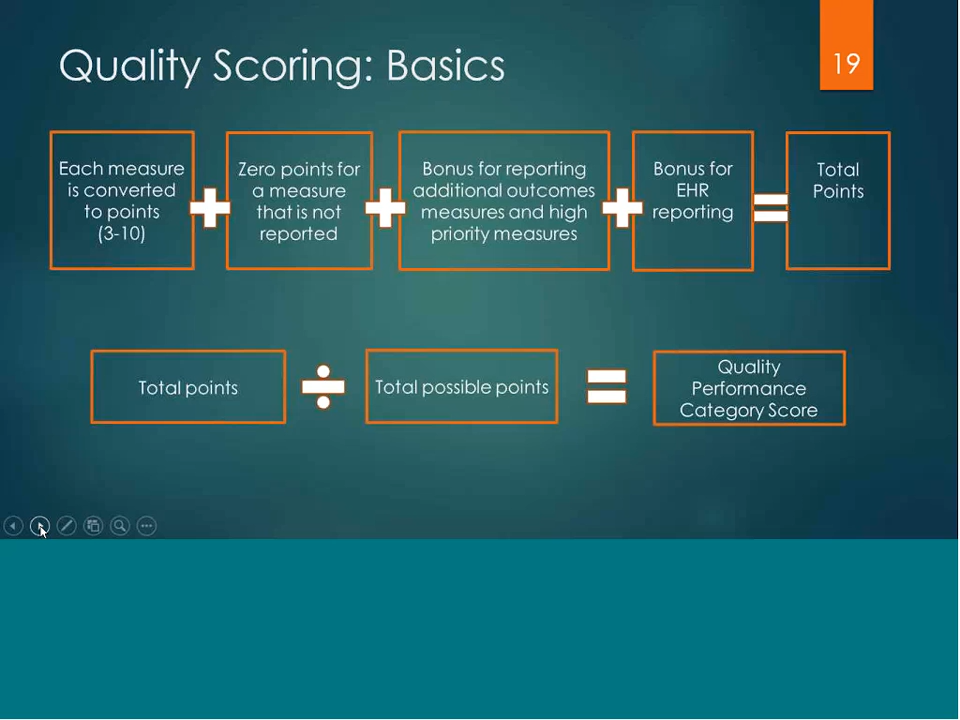 Quality Scoring: Basics
19
Each measure
is converted
to points
(3-10)
Zero points for
a measure
that is not
reported
Bonus for reporting
additional outcomes
measures and high
priority measures
Bonus for
EHR
reporting
Total
Points
Total points
Total possible points
Quality
Performance
Category Score